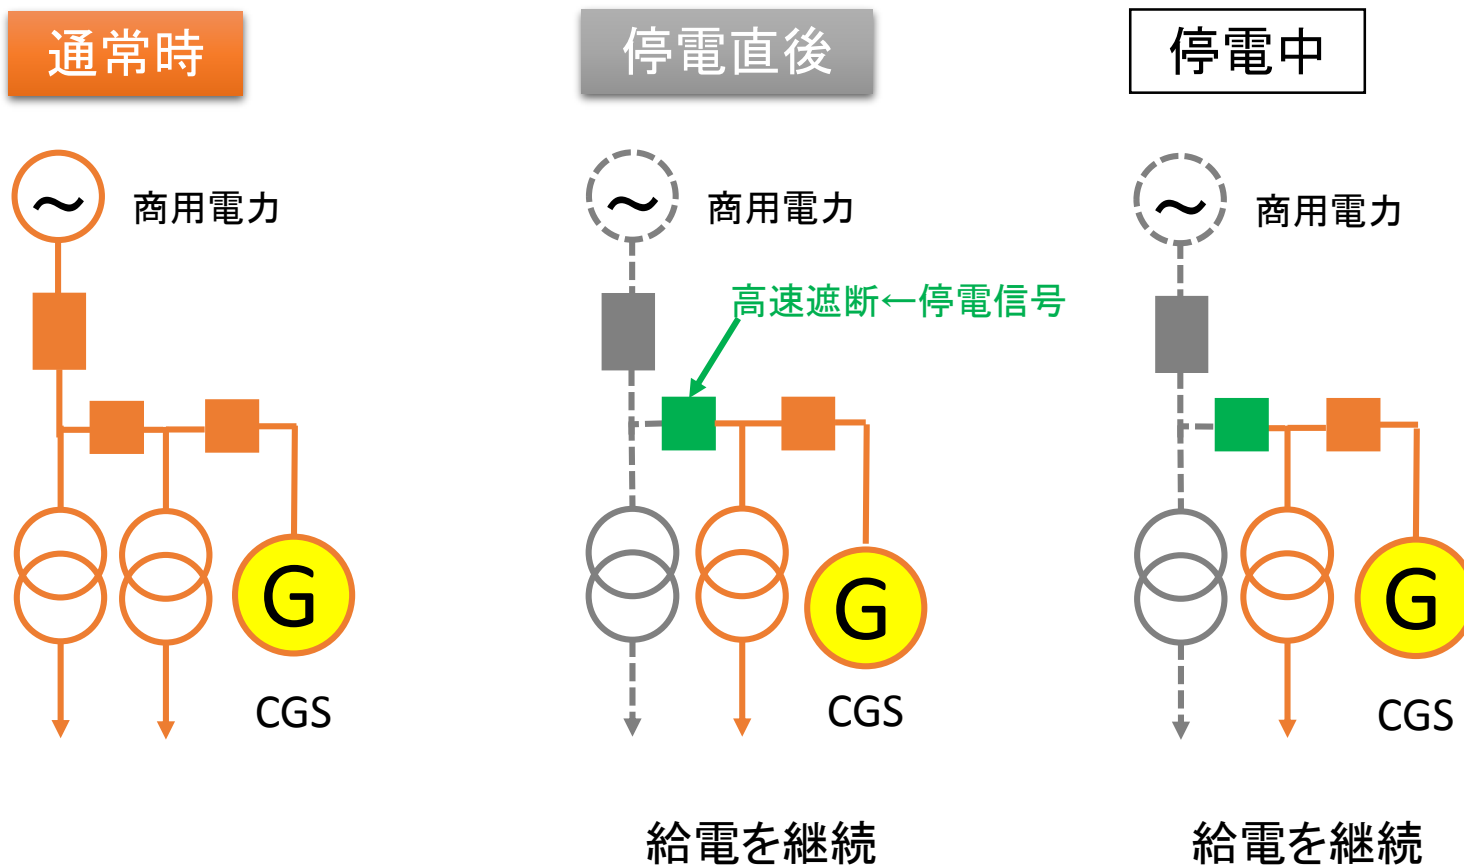 通常時
停電直後
停電中
~
商用電力
~
商用電力
~
商用電力
高速遮断←停電信号
G
CGS
G
CGS
G
CGS
給電を継続
給電を継続